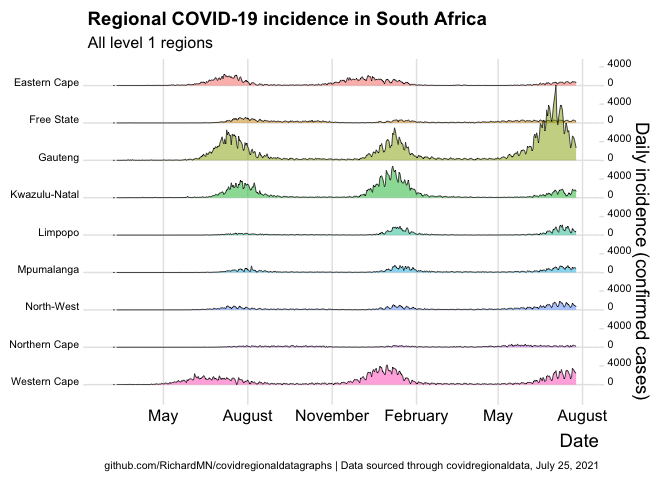 Regional COVID-19 incidence in South Africa
All level 1 regions
Eastern Cape
Free State
Gauteng
Kwazulu-Natal
Limpopo
Mpumalanga
North-West
Northern Cape
Western Cape
4000
0
4000
0
4000
0
4000
0
4000
0
4000
0
4000
0
4000
0
4000
0
Daily incidence (confirmed cases)
May August November February May August
Date
github.com/RichardMN/covidregionaldatagraphs | Data sourced through covidregionaldata, July 25, 2021